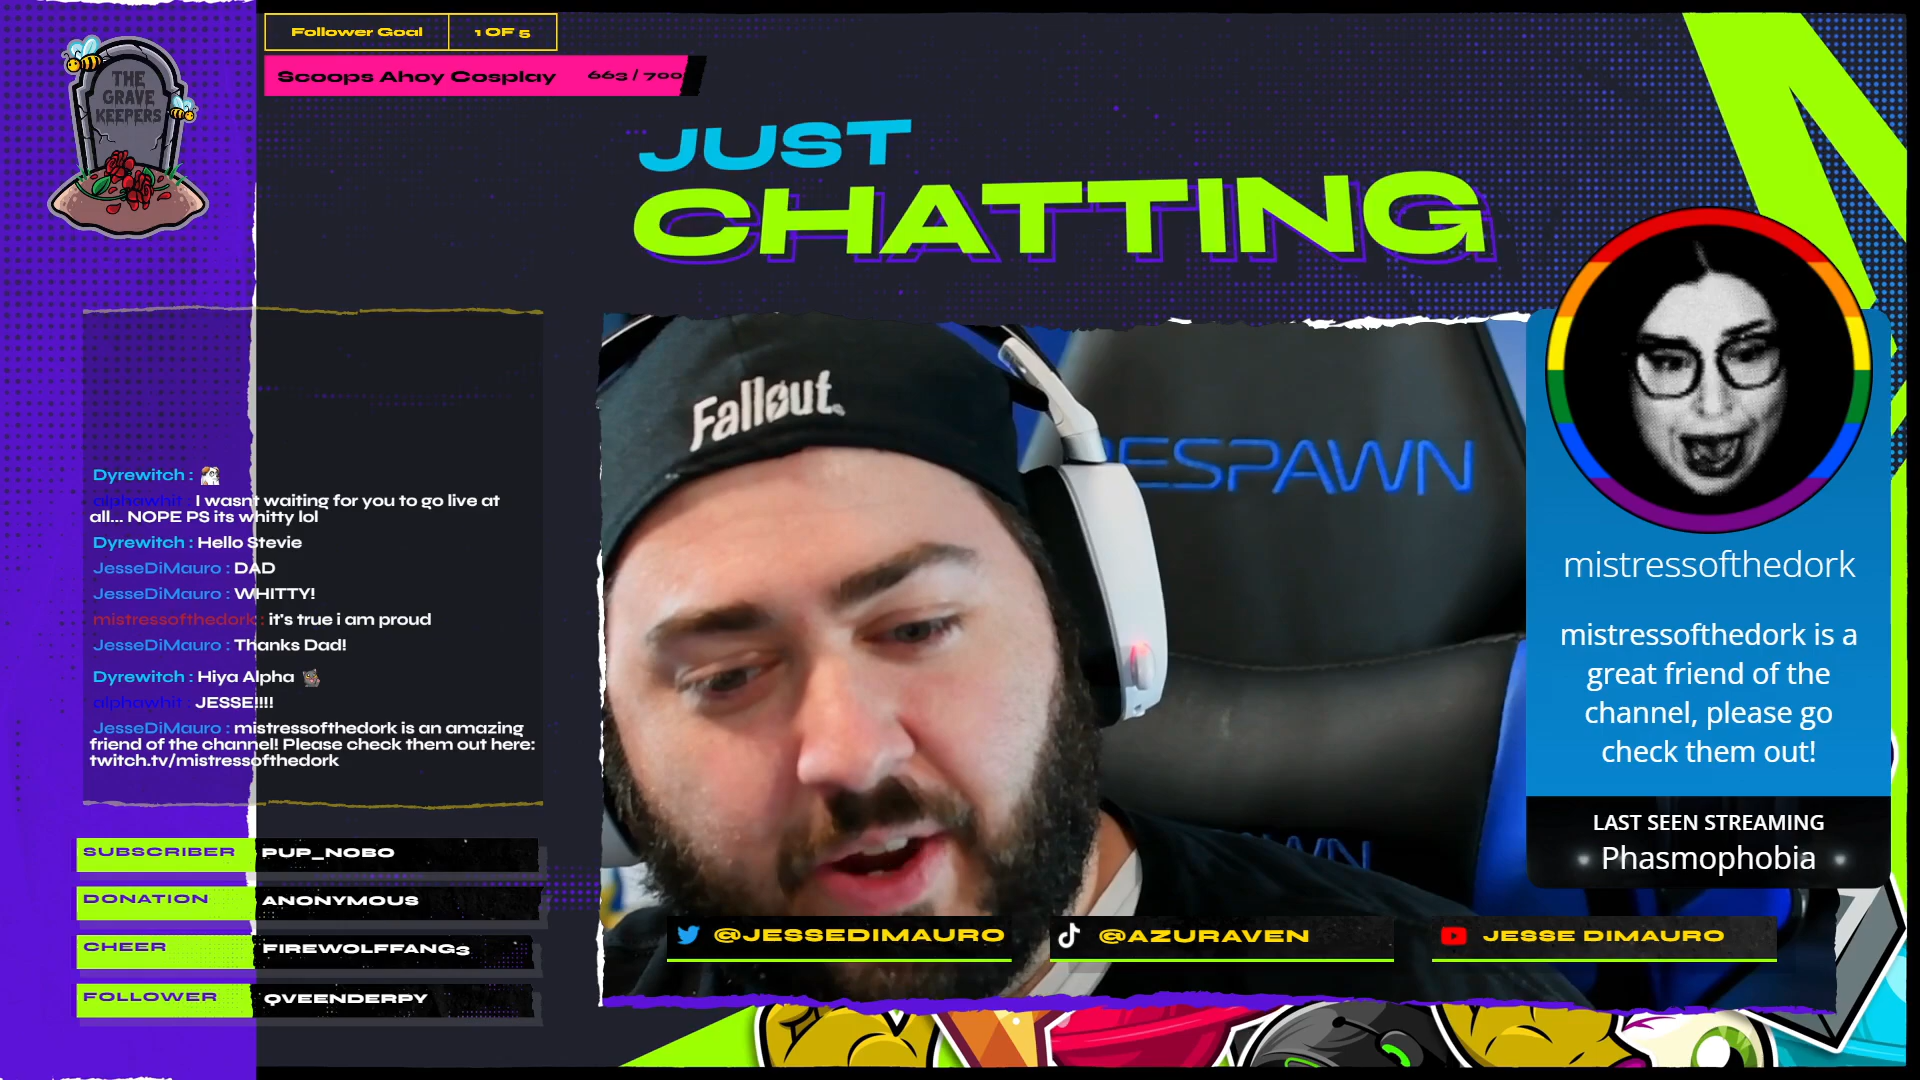 THE
GRAVE
KEEPERS
Follower Goal
1 OF 5
Scoops Ahoy Cosplay
663 / 700
JUST
CHATTING
Dyrewitch :
alphawhit : I wasnt waiting for you to go live at
all... NOPE PS its whitty lol
Dyrewitch : Hello Stevie
JesseDiMauro : DAD
JesseDiMauro : WHITTY!
mistressofthedork : it's true i am proud
JesseDiMauro : Thanks Dad!
Dyrewitch : Hiya Alpha
alphawhit : JESSE!!!!
JesseDiMauro : mistressofthedork is an amazing
friend of the channel! Please check them out here:
twitch.tv/mistressofthedork
SUBSCRIBER PUP_NOBO
DONATION ANONYMOUS
CHEER FIREWOLFFANG3
FOLLOWER QVEENDERPY
Fallout
RESPAWN
@JESSEDIMAURO
@AZURAVEN
JESSE DIMAURO
mistressofthedork
mistressofthedork is a
great friend of the
channel, please go
check them out!
LAST SEEN STREAMING
Phasmophobia